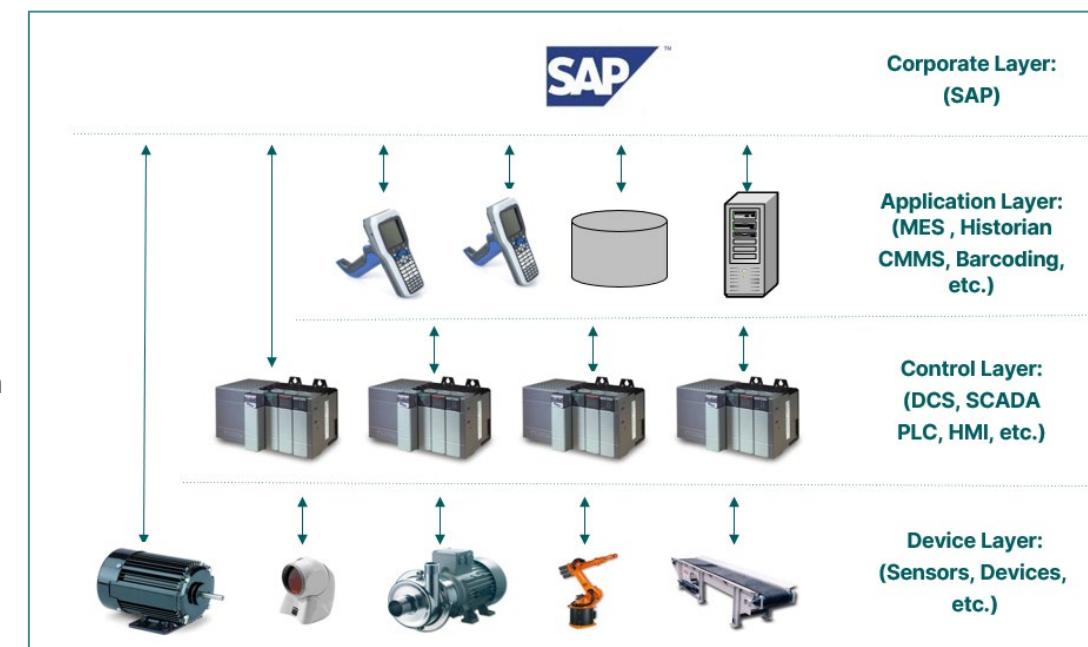 SAP™
Corporate Layer:
(SAP)
Application Layer:
(MES , Historian
CMMS, Barcoding,
etc.)
Control Layer:
(DCS, SCADA
PLC, HMI, etc.)
Device Layer:
(Sensors, Devices,
etc.)